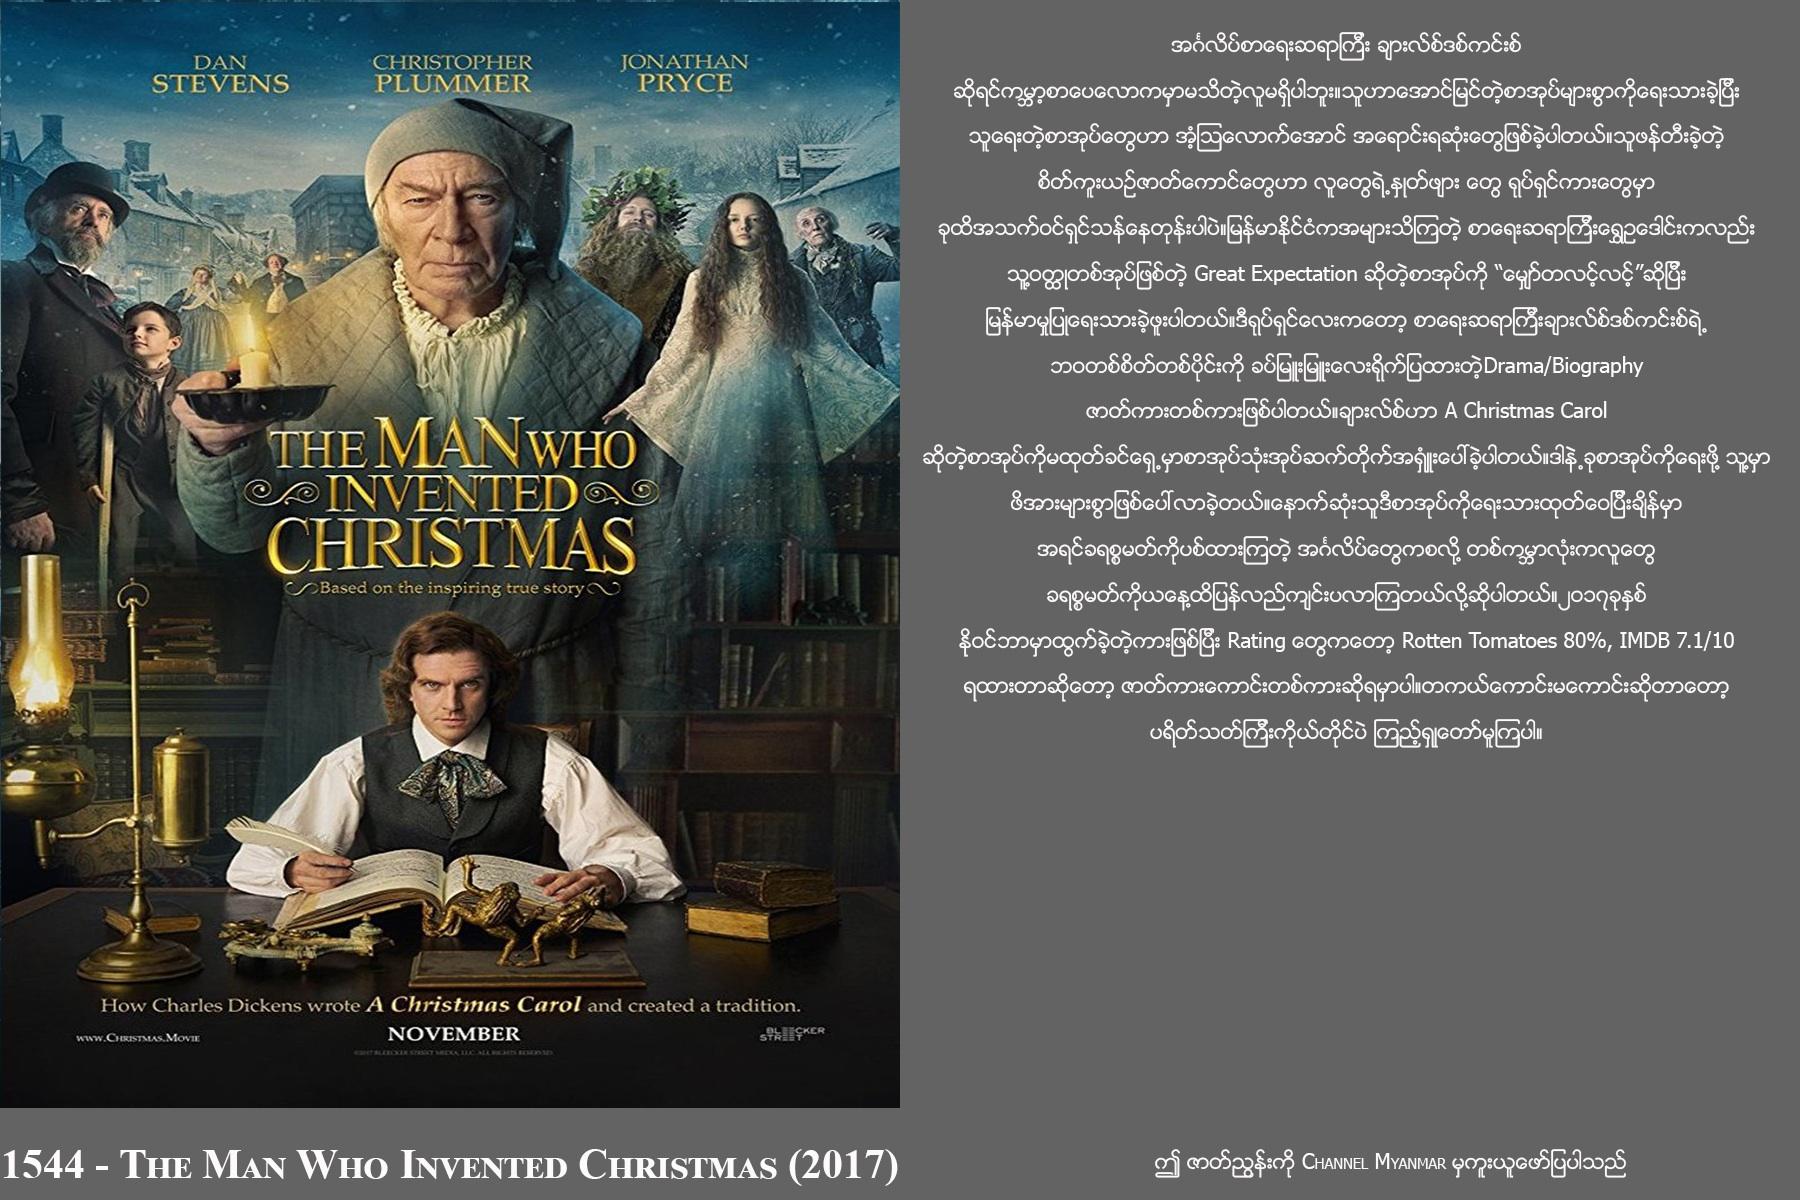 DAN
STEVENS
CHRISTOPHER
PLUMMER
JONATHAN
PRYCE
THE MAN WHO
INVENTED
CHRISTMAS
Based on the inspiring true story
How Charles Dickens wrote A Christmas Carol and created a tradition.
www.Christmas.Movie
NOVEMBER
BLEECKER
STREET
©2017 BLEECKER STREET MEDIA, LLC. ALL RIGHTS RESERVED.
1544 - The Man Who Invented Christmas (2017)
အင်္ဂလိပ်စာရေးဆရာကြီး ချားလ်စ်ဒစ်ကင်းစ်
ဆိုရင်ကမ္ဘာ့စာပေလောကမှာမသိတဲ့လူမရှိပါဘူး။သူဟာအောင်မြင်တဲ့စာအုပ်များစွာကိုရေးသားခဲ့ပြီး
သူရေးတဲ့စာအုပ်တွေဟာ အံ့ဩလောက်အောင် အရောင်းရဆုံးတွေဖြစ်ခဲ့ပါတယ်။သူဖန်တီးခဲ့တဲ့
စိတ်ကူးယဉ်ဇာတ်ကောင်တွေဟာ လူတွေရဲ့နှုတ်ဖျား တွေ ရုပ်ရှင်ကားတွေမှာ
ခုထိအသက်ဝင်ရှင်သန်နေတုန်းပါပဲ။မြန်မာနိုင်ငံကအများသိကြတဲ့ စာရေးဆရာကြီးရွှေဥဒေါင်းကလည်း
သူ့ဝတ္ထုတစ်အုပ်ဖြစ်တဲ့ Great Expectation ဆိုတဲ့စာအုပ်ကို “မျှော်တလင့်လင့်”ဆိုပြီး
မြန်မာမှုပြုရေးသားခဲ့ဖူးပါတယ်။ဒီရုပ်ရှင်လေးကတော့ စာရေးဆရာကြီးချားလ်စ်ဒစ်ကင်းစ်ရဲ့
ဘဝတစ်စိတ်တစ်ပိုင်းကို ခပ်မြူးမြူးလေးရိုက်ပြထားတဲ့Drama/Biography
ဇာတ်ကားတစ်ကားဖြစ်ပါတယ်။ချားလ်စ်ဟာ A Christmas Carol
ဆိုတဲ့စာအုပ်ကိုမထုတ်ခင်ရှေ့မှာစာအုပ်သုံးအုပ်ဆက်တိုက်အရှုံးပေါ်ခဲ့ပါတယ်။ဒါနဲ့ခုစာအုပ်ကိုရေးဖို့ သူ့မှာ
ဖိအားများစွာဖြစ်ပေါ်လာခဲ့တယ်။နောက်ဆုံးသူဒီစာအုပ်ကိုရေးသားထုတ်ဝေပြီးချိန်မှာ
အရင်ခရစ္စမတ်ကိုပစ်ထားကြတဲ့ အင်္ဂလိပ်တွေကစလို့ တစ်ကမ္ဘာလုံးကလူတွေ
ခရစ္စမတ်ကိုယနေ့ထိပြန်လည်ကျင်းပလာကြတယ်လို့ဆိုပါတယ်။၂၀၁၇ခုနှစ်
နိုဝင်ဘာမှာထွက်ခဲ့တဲ့ကားဖြစ်ပြီး Rating တွေကတော့ Rotten Tomatoes 80%, IMDB 7.1/10
ရထားတာဆိုတော့ ဇာတ်ကားကောင်းတစ်ကားဆိုရမှာပါ။တကယ်ကောင်းမကောင်းဆိုတာတော့
ပရိတ်သတ်ကြီးကိုယ်တိုင်ပဲ ကြည့်ရှုတော်မူကြပါ။
ဤ ဇာတ်ညွှန်းကို Channel Myanmar မှကူးယူဖော်ပြပါသည်